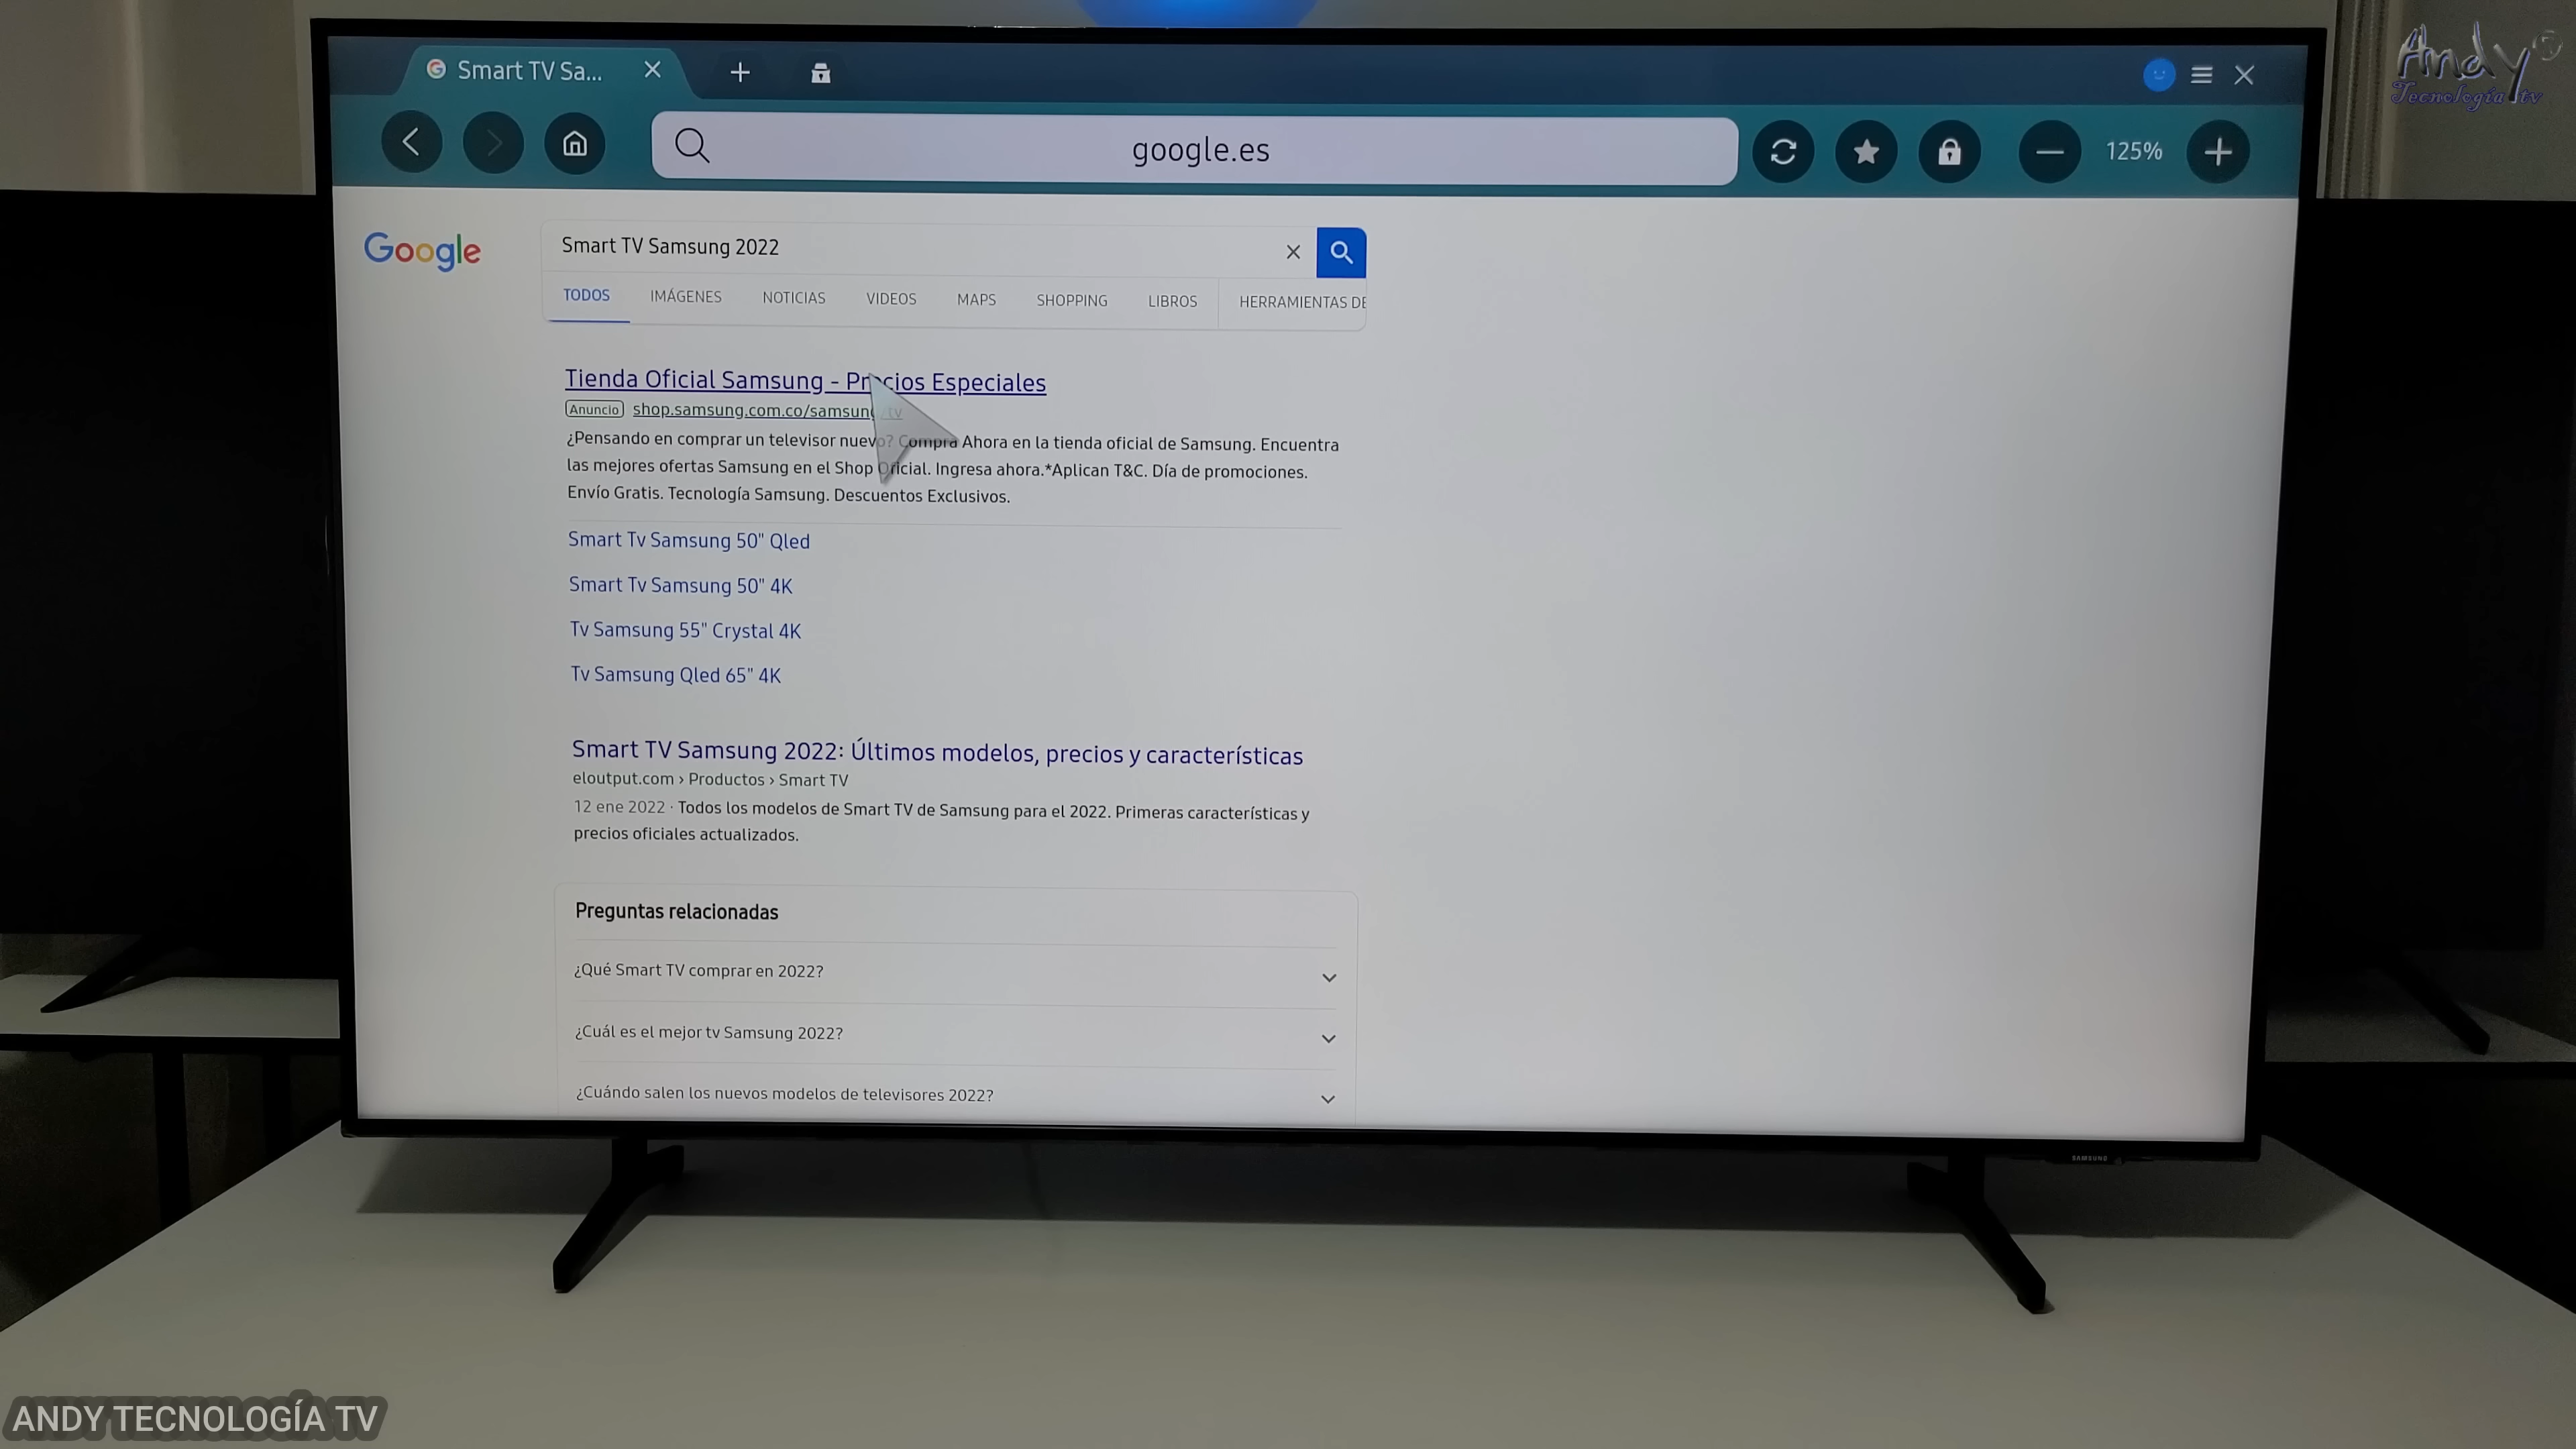 Smart TV Sa...
Andy
Tecnología tv
google.es
125%
Google
Smart TV Samsung 2022
TODOS IMÁGENES NOTICIAS VIDEOS MAPS SHOPPING LIBROS HERRAMIENTAS DE
Tienda Oficial Samsung - Precios Especiales
Anuncio shop.samsung.com.co/samsung/tv
¿Pensando en comprar un televisor nuevo? Compra Ahora en la tienda oficial de Samsung. Encuentra
las mejores ofertas Samsung en el Shop Oficial. Ingresa ahora.*Aplican T&C. Día de promociones.
Envío Gratis. Tecnología Samsung. Descuentos Exclusivos.
Smart Tv Samsung 50" Qled
Smart Tv Samsung 50" 4K
Tv Samsung 55" Crystal 4K
Tv Samsung Qled 65" 4K
Smart TV Samsung 2022: Últimos modelos, precios y características
eloutput.com › Productos › Smart TV
12 ene 2022 · Todos los modelos de Smart TV de Samsung para el 2022. Primeras características y
precios oficiales actualizados.
Preguntas relacionadas
¿Qué Smart TV comprar en 2022?
¿Cuál es el mejor tv Samsung 2022?
¿Cuándo salen los nuevos modelos de televisores 2022?
SAMSUNG
ANDY TECNOLOGÍA TV